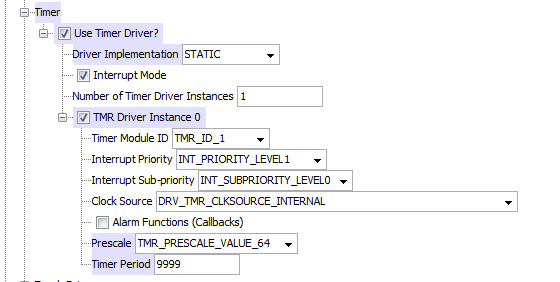 Timer
Use Timer Driver?
Driver Implementation STATIC
Interrupt Mode
Number of Timer Driver Instances 1
TMR Driver Instance 0
Timer Module ID TMR_ID_1
Interrupt Priority INT_PRIORITY_LEVEL1
Interrupt Sub-priority INT_SUBPRIORITY_LEVEL0
Clock Source DRV_TMR_CLKSOURCE_INTERNAL
Alarm Functions (Callbacks)
Prescale TMR_PRESCALE_VALUE_64
Timer Period 9999